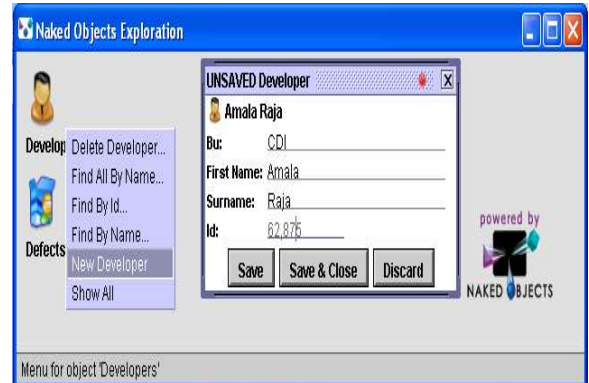 Naked Objects Exploration
Develop
Defects
Delete Developer...
Find All By Name...
Find By Id...
Find By Name...
New Developer
Show All
UNSAVED Developer
Amala Raja
Bu: CDI
First Name: Amala
Surname: Raja
Id: 62,875
Save Save & Close Discard
powered by
NAKED OBJECTS
Menu for object 'Developers'